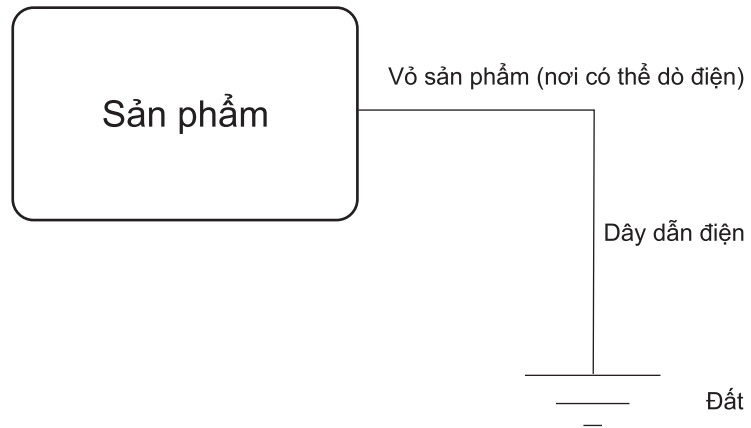 Vỏ sản phẩm (nơi có thể dò điện)
Sản phẩm
Dây dẫn điện
Đất